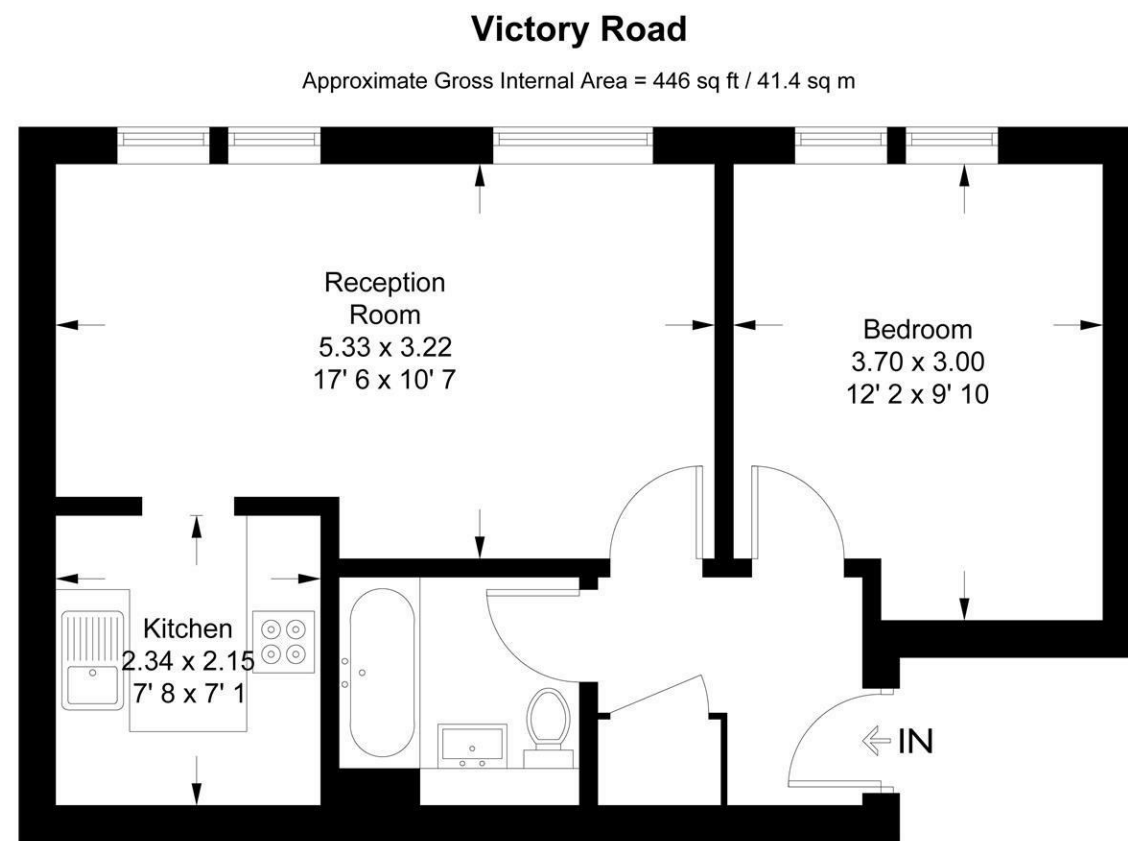 Victory Road
Approximate Gross Internal Area = 446 sq ft / 41.4 sq m
Reception
Room
5.33 x 3.22
17' 6 x 10' 7
Bedroom
3.70 x 3.00
12' 2 x 9' 10
Kitchen
2.34 x 2.15
7' 8 x 7' 1
IN